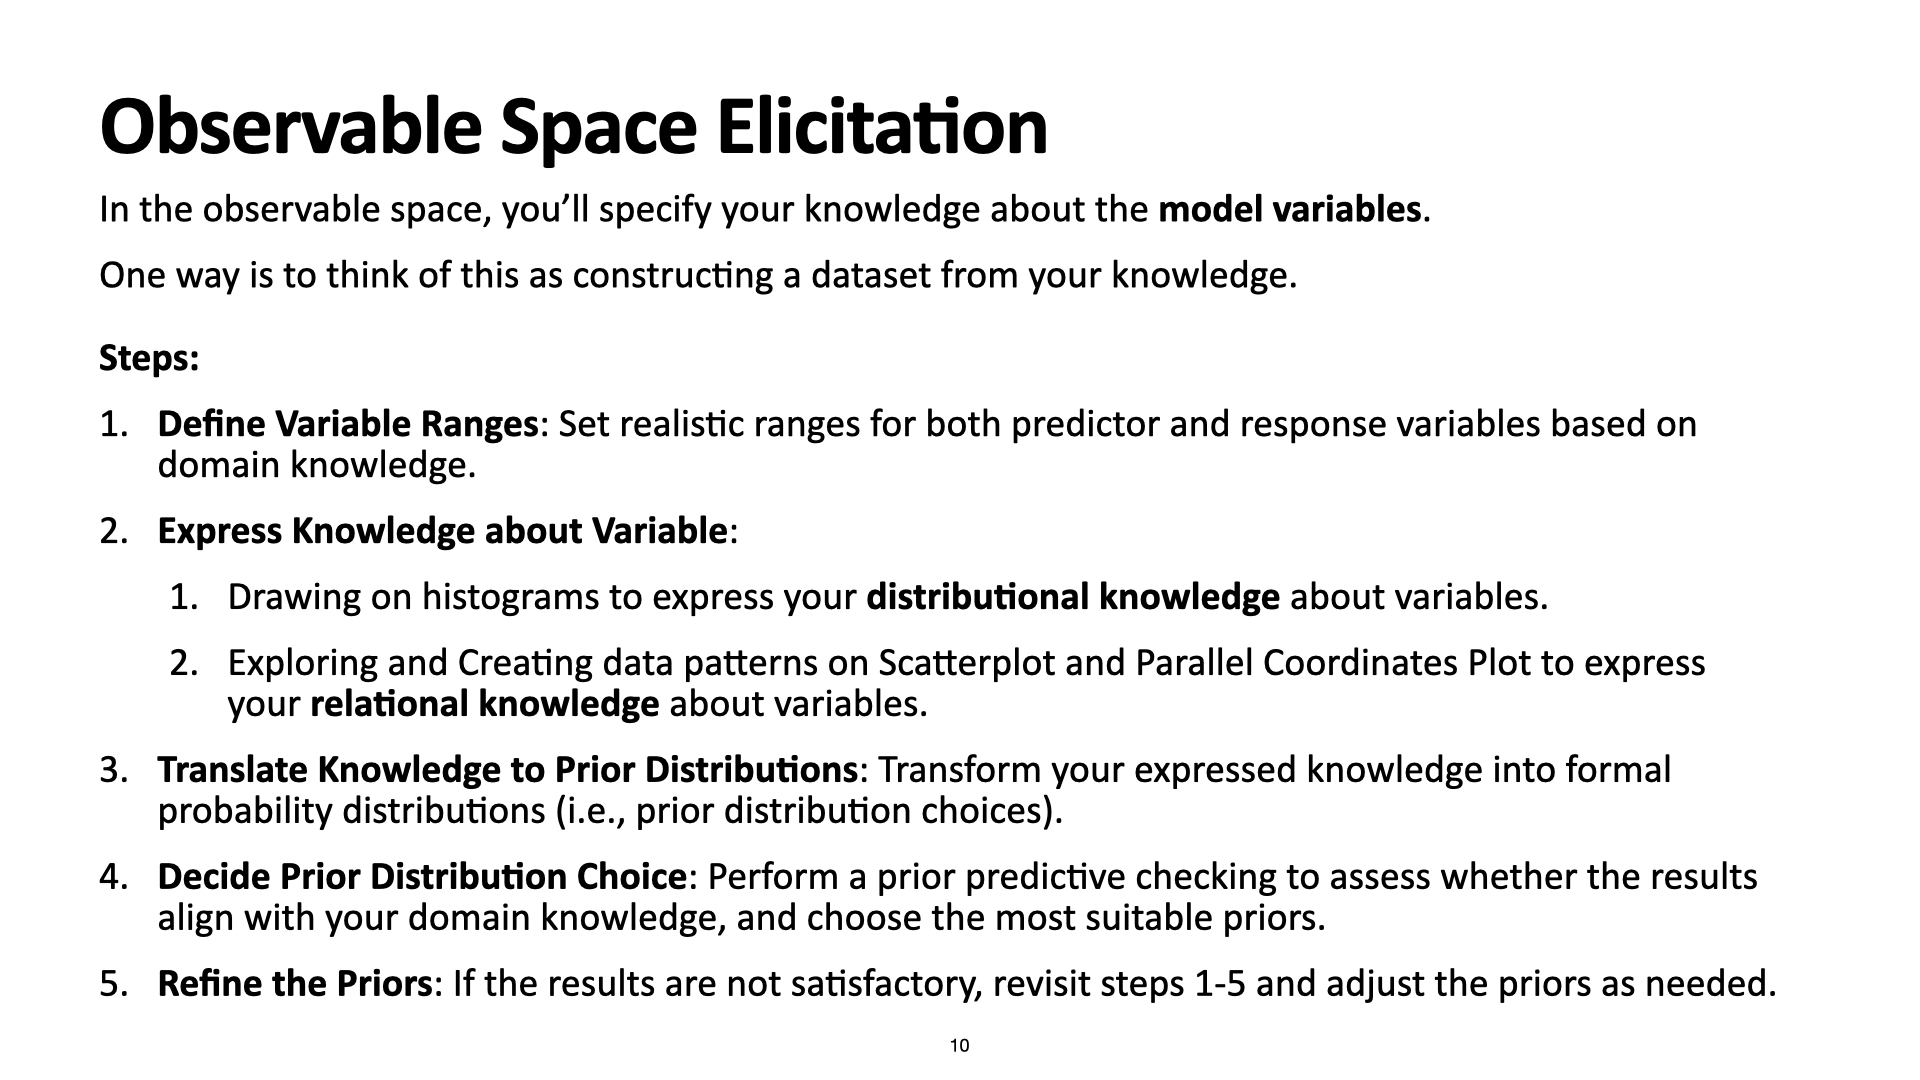 Observable Space Elicitation
In the observable space, you’ll specify your knowledge about the model variables.
One way is to think of this as constructing a dataset from your knowledge.
Steps:
1. Define Variable Ranges: Set realistic ranges for both predictor and response variables based on
domain knowledge.
2. Express Knowledge about Variable:
1. Drawing on histograms to express your distributional knowledge about variables.
2. Exploring and Creating data patterns on Scatterplot and Parallel Coordinates Plot to express
your relational knowledge about variables.
3. Translate Knowledge to Prior Distributions: Transform your expressed knowledge into formal
probability distributions (i.e., prior distribution choices).
4. Decide Prior Distribution Choice: Perform a prior predictive checking to assess whether the results
align with your domain knowledge, and choose the most suitable priors.
5. Refine the Priors: If the results are not satisfactory, revisit steps 1-5 and adjust the priors as needed.
10